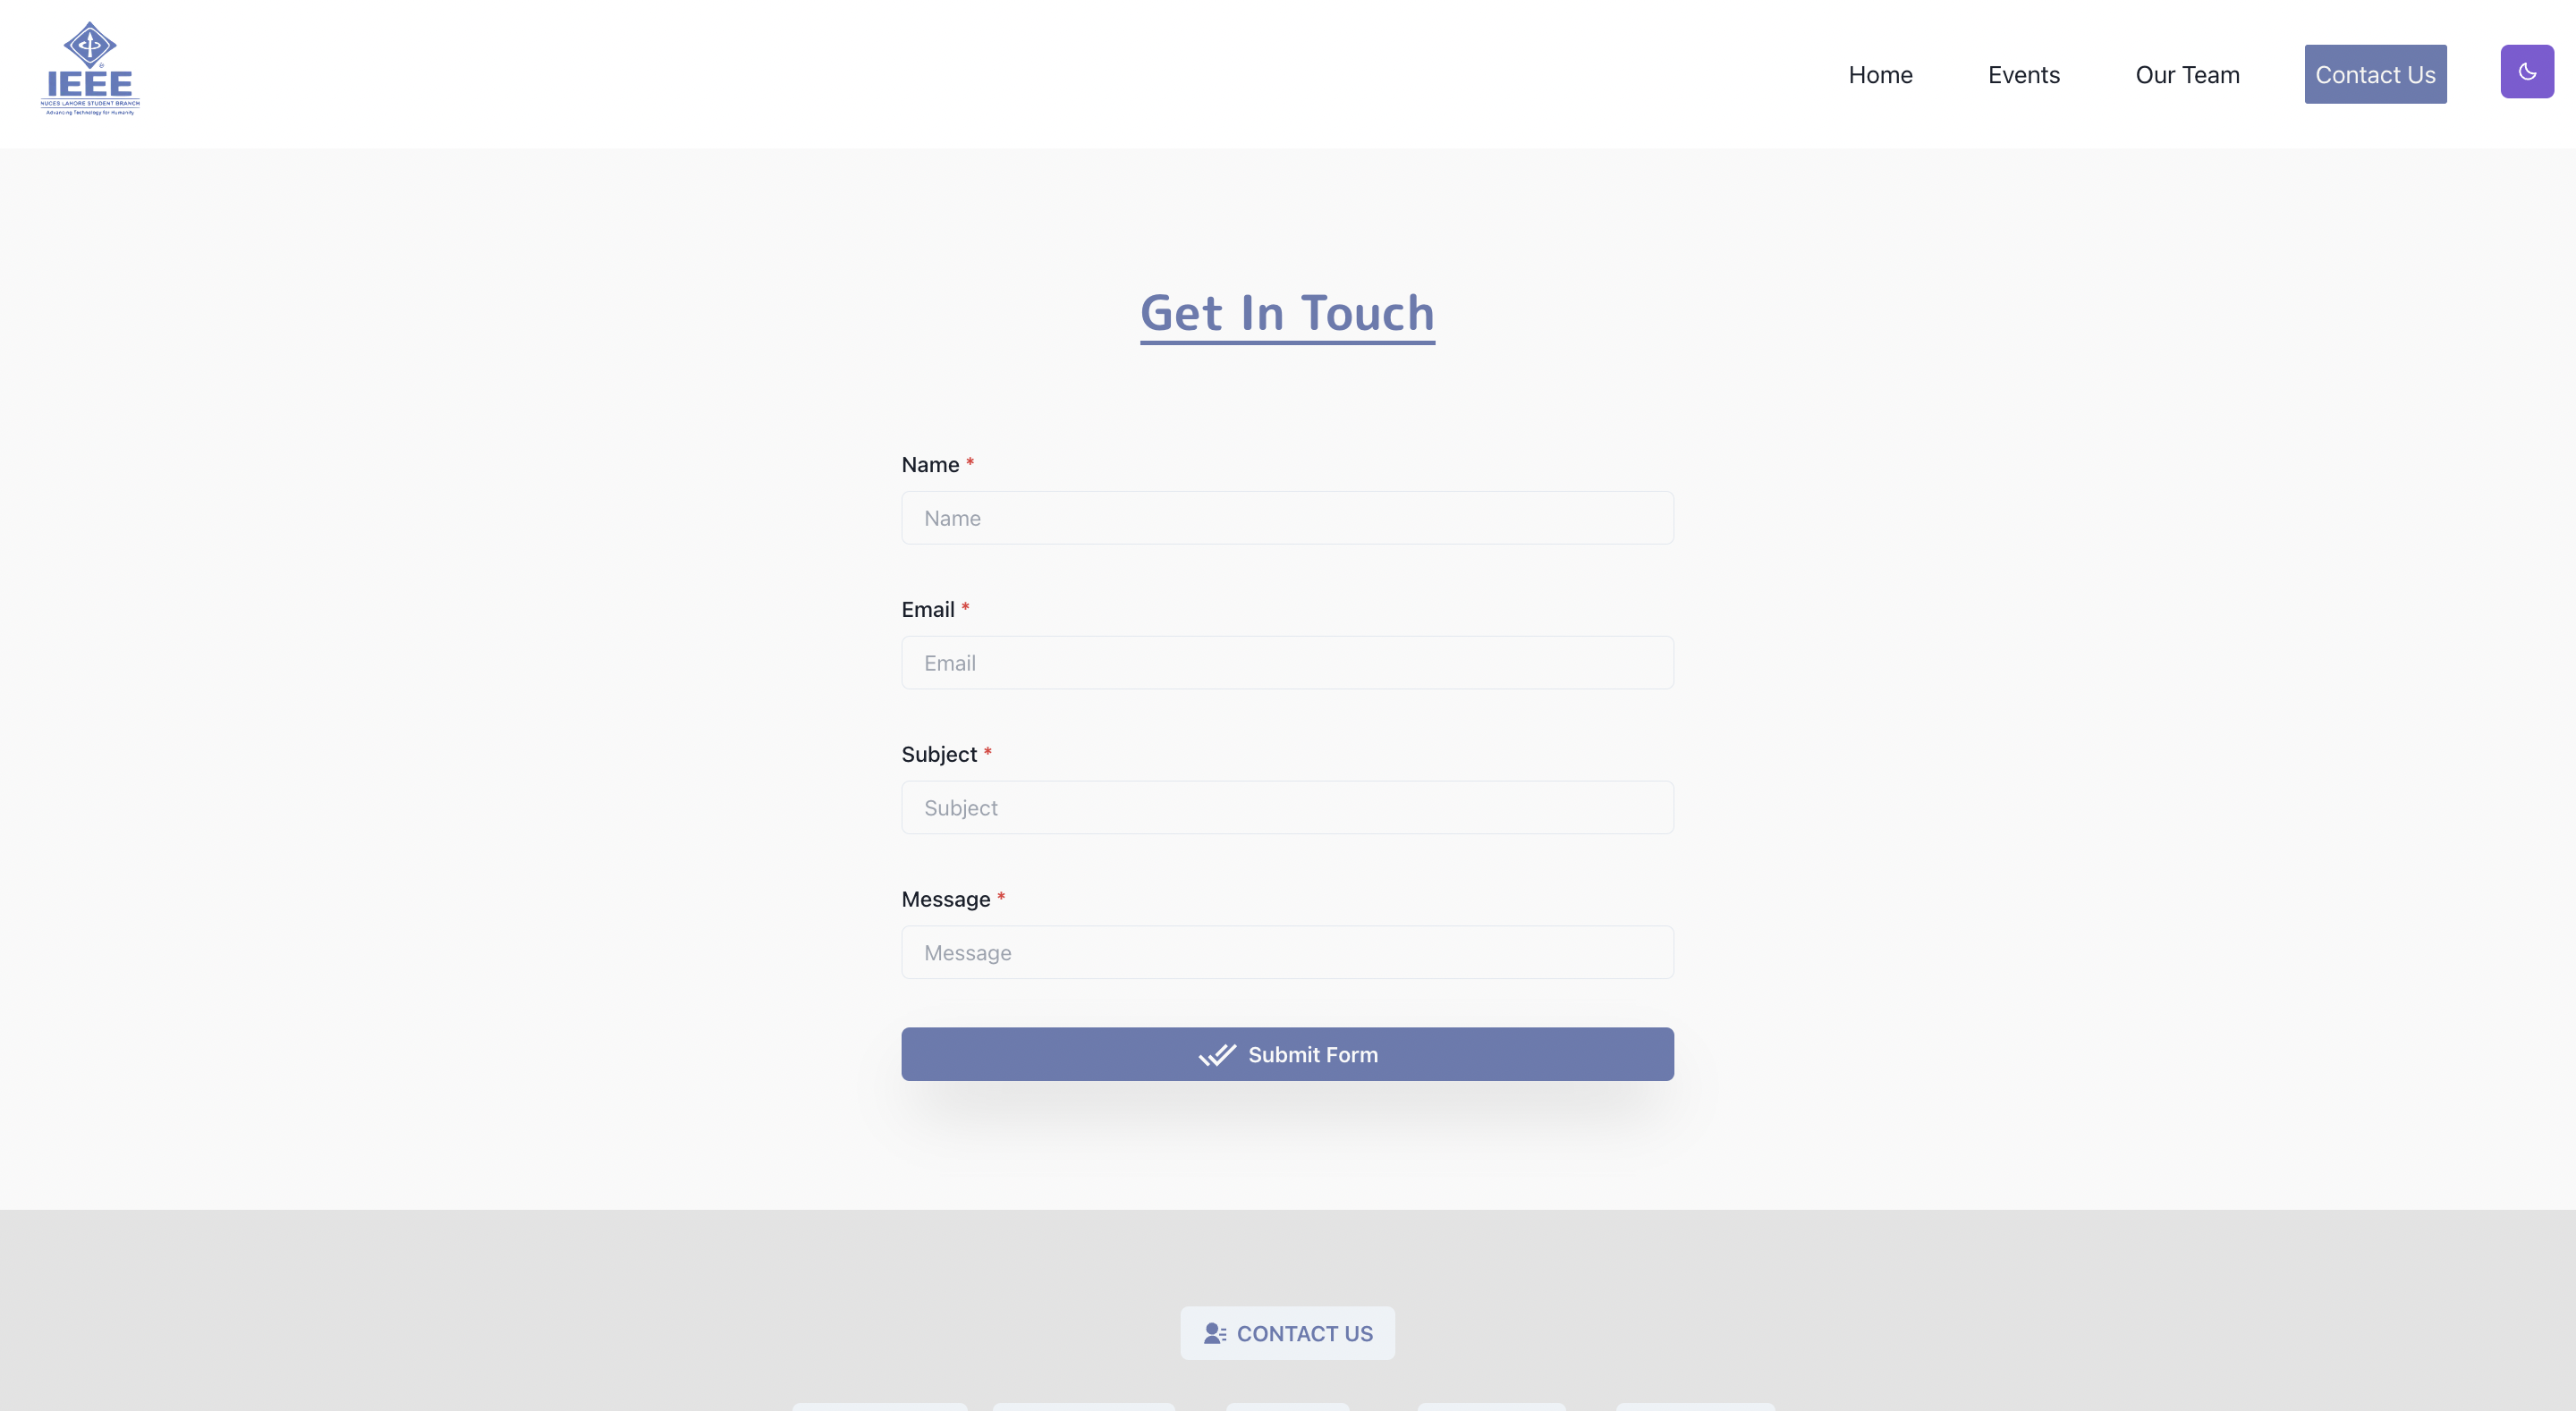 IEEE
NUCES LAHORE STUDENT BRANCH
Advancing Technology for Humanity
Home Events Our Team Contact Us
Get In Touch
Name *
Name
Email *
Email
Subject *
Subject
Message *
Message
Submit Form
CONTACT US